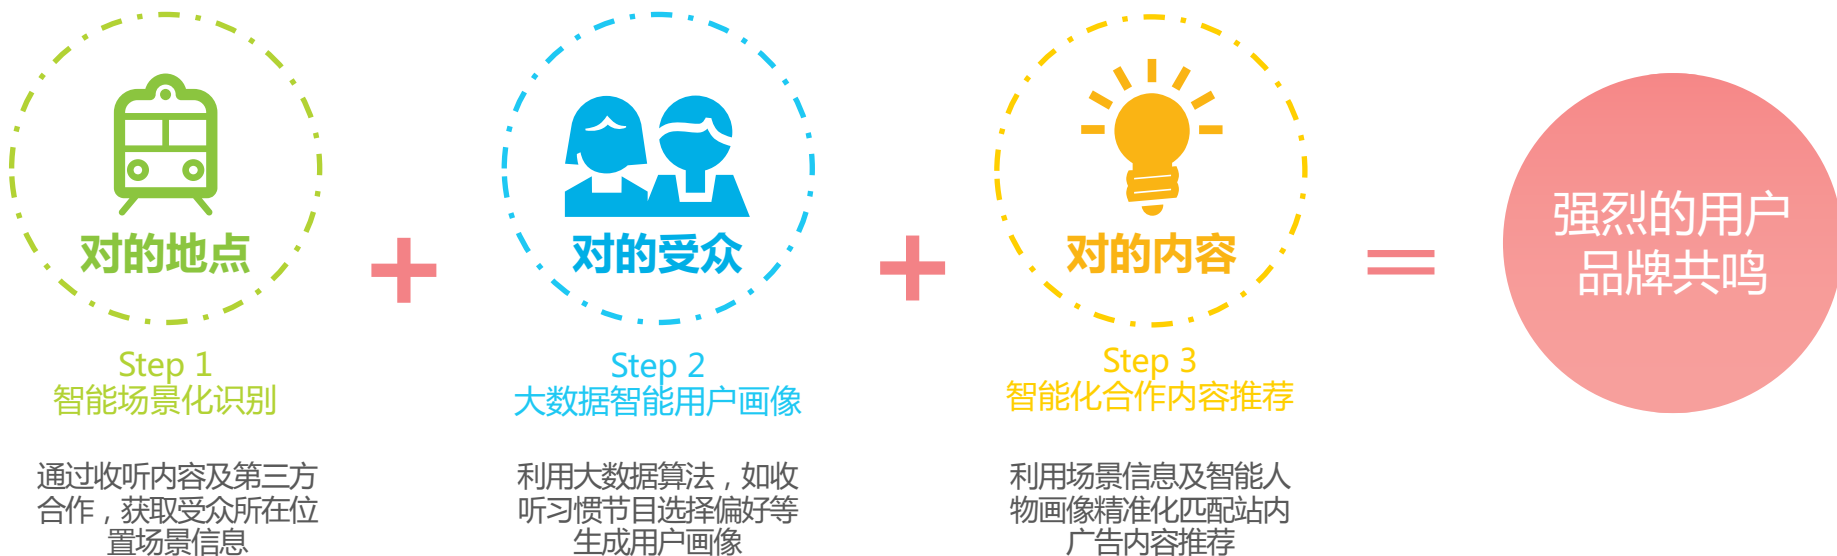 对的地点
Step 1
智能场景化识别
通过收听内容及第三方
合作，获取受众所在位
置场景信息
+
对的受众
Step 2
大数据智能用户画像
利用大数据算法，如收
听习惯节目选择偏好等
生成用户画像
+
对的内容
Step 3
智能化合作内容推荐
利用场景信息及智能人
物画像精准化匹配站内
广告内容推荐
=
强烈的用户
品牌共鸣